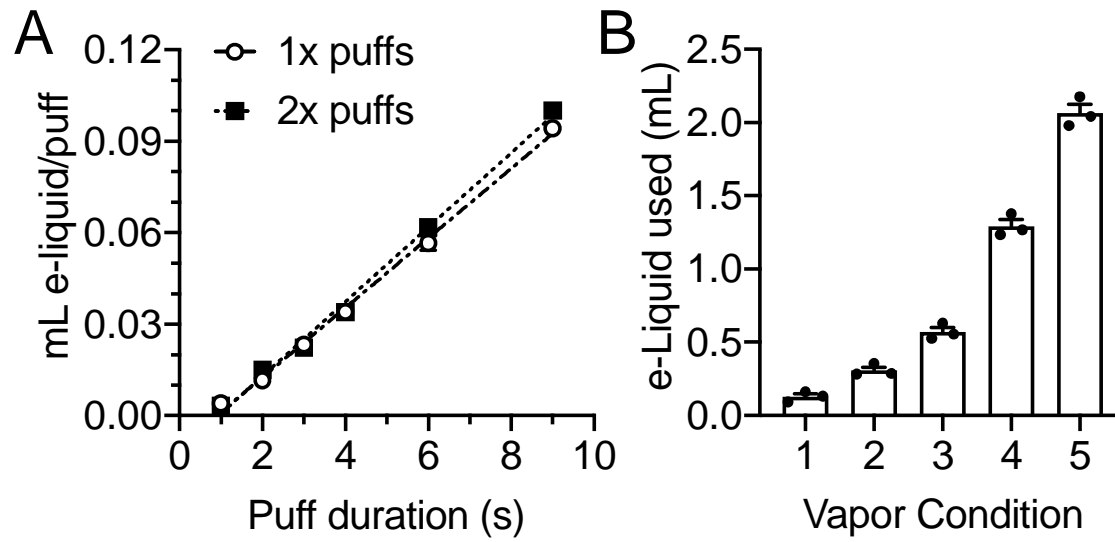 A
1x puffs
2x puffs
mL e-liquid/puff
0.12
0.09
0.06
0.03
0.00
0 2 4 6 8 10
Puff duration (s)
B
e-Liquid used (mL)
2.5
2.0
1.5
1.0
0.5
0.0
1 2 3 4 5
Vapor Condition